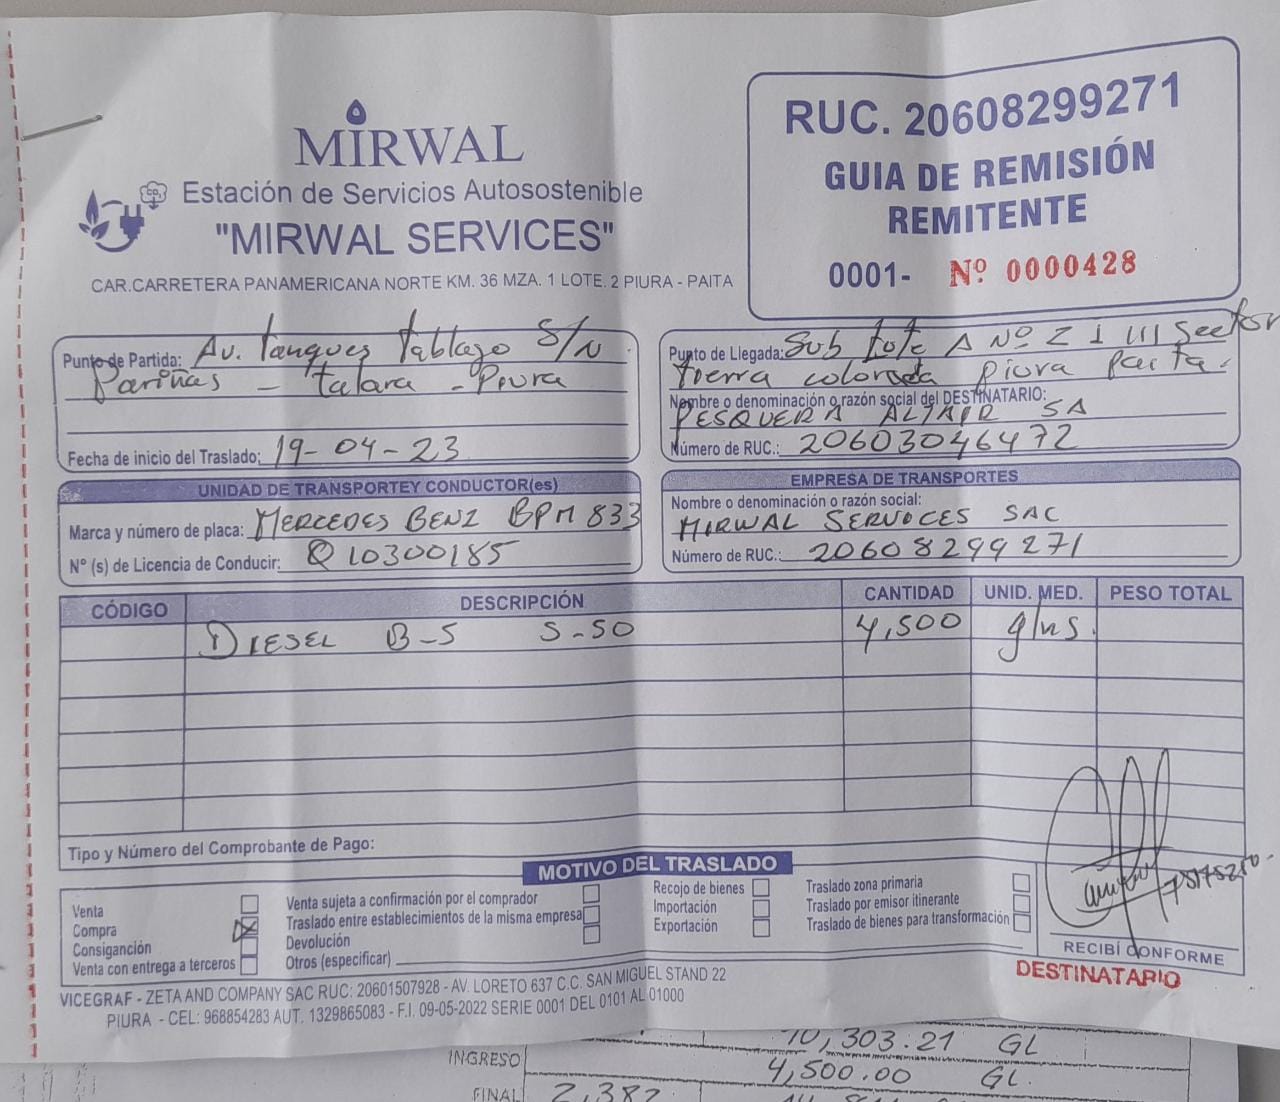 MIRWAL
Estación de Servicios Autosostenible
"MIRWAL SERVICES"
CAR.CARRETERA PANAMERICANA NORTE KM. 36 MZA. 1 LOTE. 2 PIURA - PAITA
RUC. 20608299271
GUIA DE REMISIÓN
REMITENTE
0001- Nº 0000428
Punto de Partida: Av. Tanques Tablazo S/N
Pariñas - Talara - Piura
Fecha de inicio del Traslado: 19-04-23
Punto de Llegada: Sub Lote A Nº 2 I III Sector
tierra colorada piura paita.
Nombre o denominación o razón social del DESTINATARIO:
PESQUERA ALTAIR SA
Número de RUC.: 20603046472
UNIDAD DE TRANSPORTEY CONDUCTOR(es)
Marca y número de placa: MERCEDES BENZ BPM 833
N° (s) de Licencia de Conducir: Q 10300185
EMPRESA DE TRANSPORTES
Nombre o denominación o razón social:
MIRWAL SERVICES SAC
Número de RUC.: 20608299271
CÓDIGO DESCRIPCIÓN CANTIDAD UNID. MED. PESO TOTAL
DIESEL B-5 S-50 4,500 glns.
Tipo y Número del Comprobante de Pago:
MOTIVO DEL TRASLADO
Venta
Compra
Consigación
Venta con entrega a terceros
Venta sujeta a confirmación por el comprador
Traslado entre establecimientos de la misma empresa
Devolución
Otros (especificar)
Recojo de bienes
Importación
Exportación
Traslado zona primaria
Traslado por emisor itinerante
Traslado de bienes para transformación
RECIBÍ CONFORME
DESTINATARIO
VICEGRAF - ZETA AND COMPANY SAC RUC: 20601507928 - AV. LORETO 637 C.C. SAN MIGUEL STAND 22
PIURA - CEL: 968854283 AUT. 1329865083 - F.I. 09-05-2022 SERIE 0001 DEL 0101 AL 01000
10,303.21 GL
INGRESO 4,500.00 GL.
FINAL 2,382